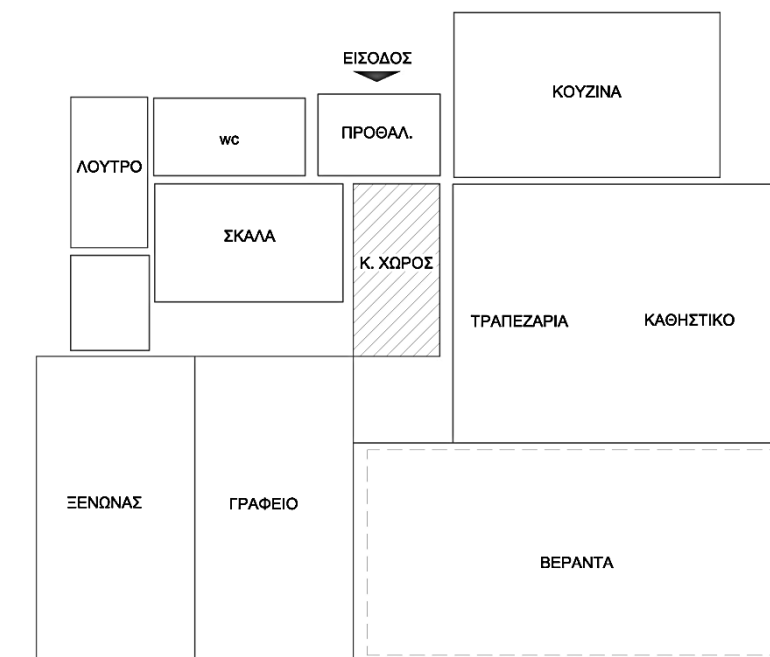 ΕΙΣΟΔΟΣ
ΚΟΥΖΙΝΑ
ΠΡΟΘΑΛ.
wc
ΛΟΥΤΡΟ
ΣΚΑΛΑ
Κ. ΧΩΡΟΣ
ΤΡΑΠΕΖΑΡΙΑ
ΚΑΘΗΣΤΙΚΟ
ΞΕΝΩΝΑΣ
ΓΡΑΦΕΙΟ
ΒΕΡΑΝΤΑ